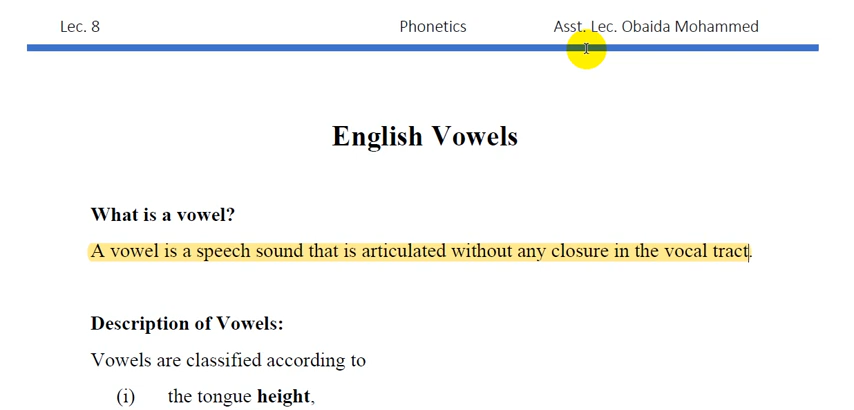 Lec. 8 Phonetics Asst. Lec. Obaida Mohammed
English Vowels
What is a vowel?
A vowel is a speech sound that is articulated without any closure in the vocal tract.
Description of Vowels:
Vowels are classified according to
(i) the tongue height,